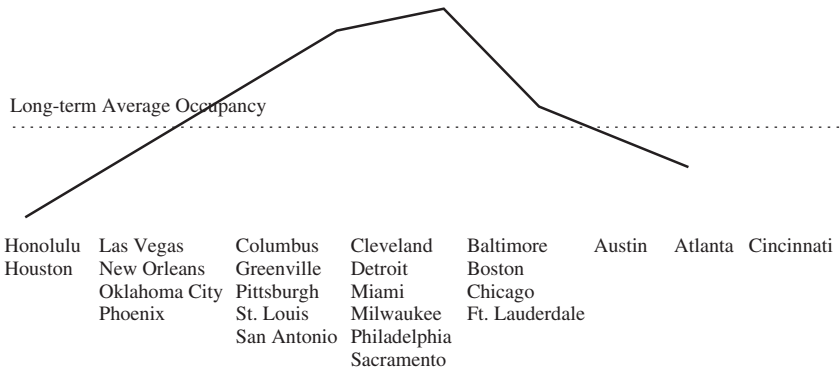 Long-term Average Occupancy
Honolulu Las Vegas Columbus Cleveland Baltimore Austin Atlanta Cincinnati
Houston New Orleans Greenville Detroit Boston
Oklahoma City Pittsburgh Miami Chicago
Phoenix St. Louis Milwaukee Ft. Lauderdale
San Antonio Philadelphia
Sacramento